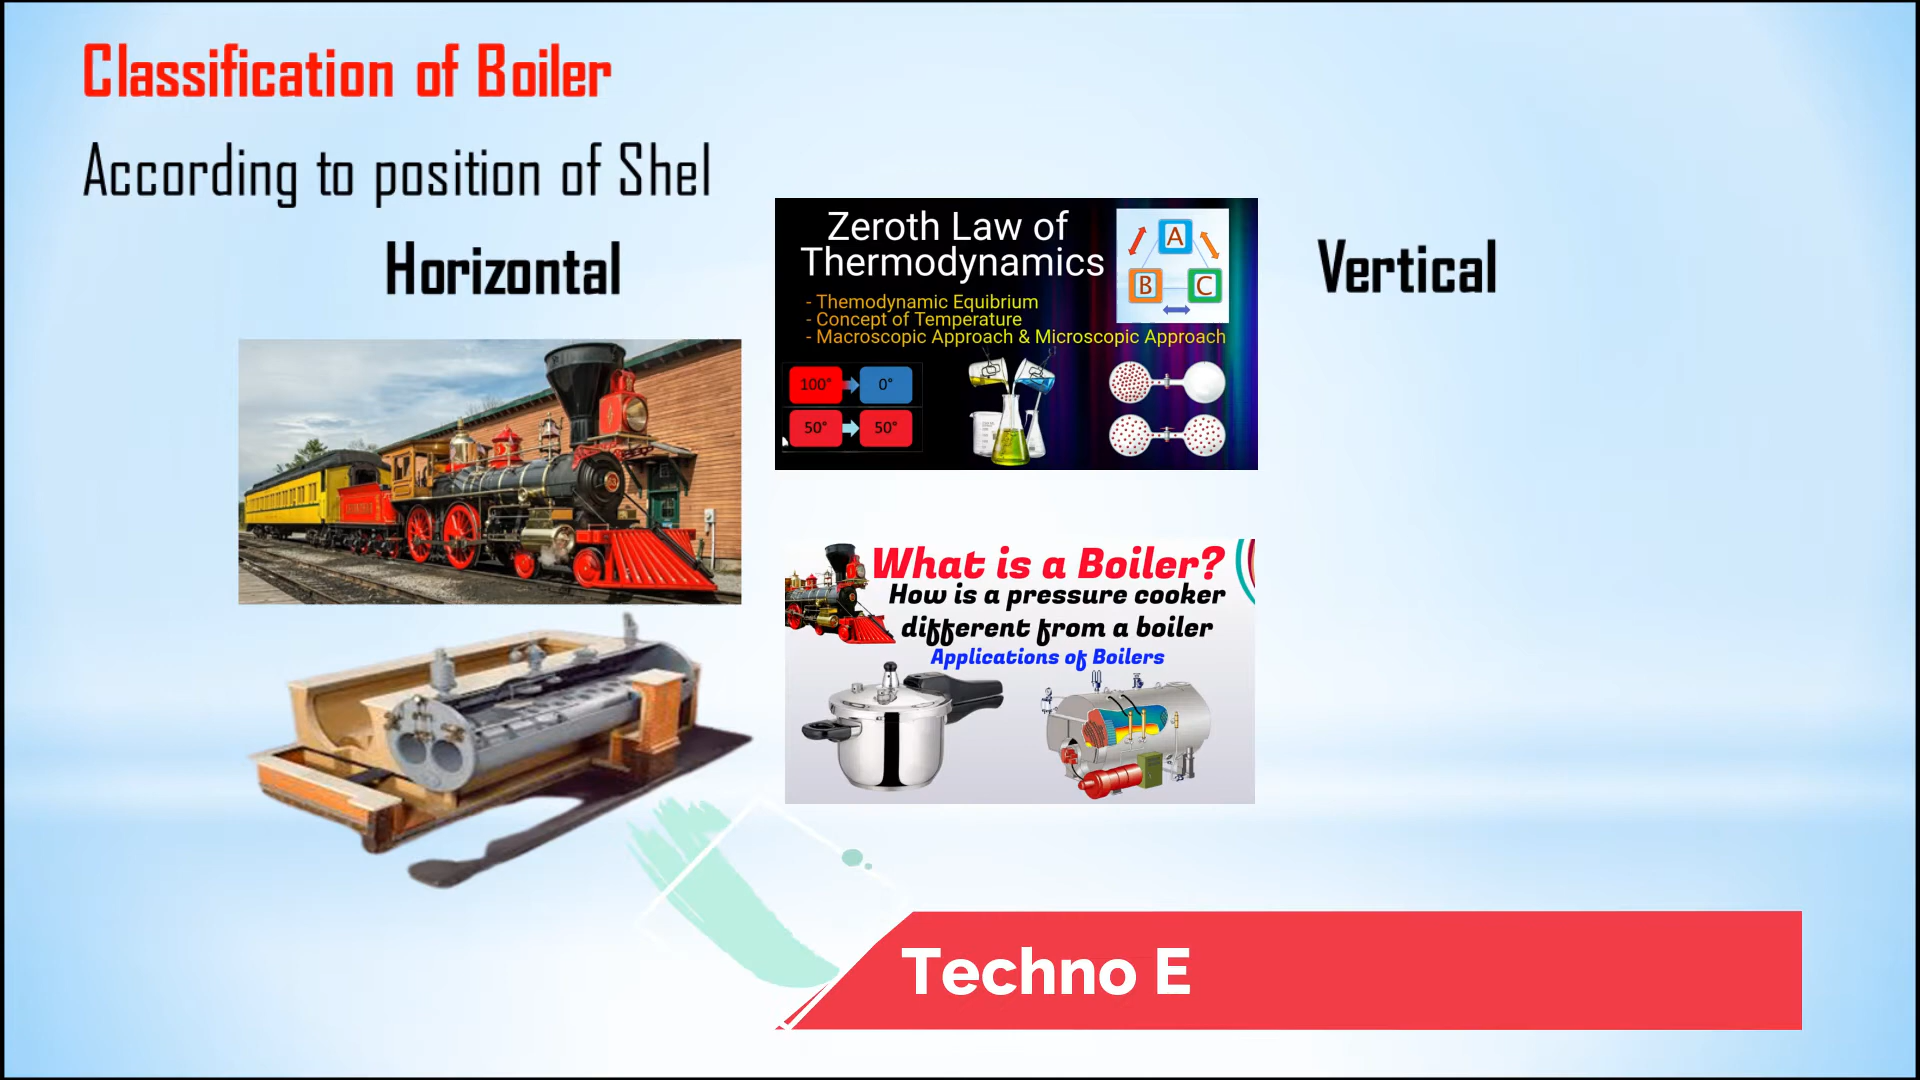 Classification of Boiler
According to position of Shel
Horizontal
Zeroth Law of
Thermodynamics
- Themodynamic Equibrium
- Concept of Temperature
- Macroscopic Approach & Microscopic Approach
A
B
C
100°
0°
50°
50°
Vertical
What is a Boiler?
How is a pressure cooker
different from a boiler
Applications of Boilers
Techno E